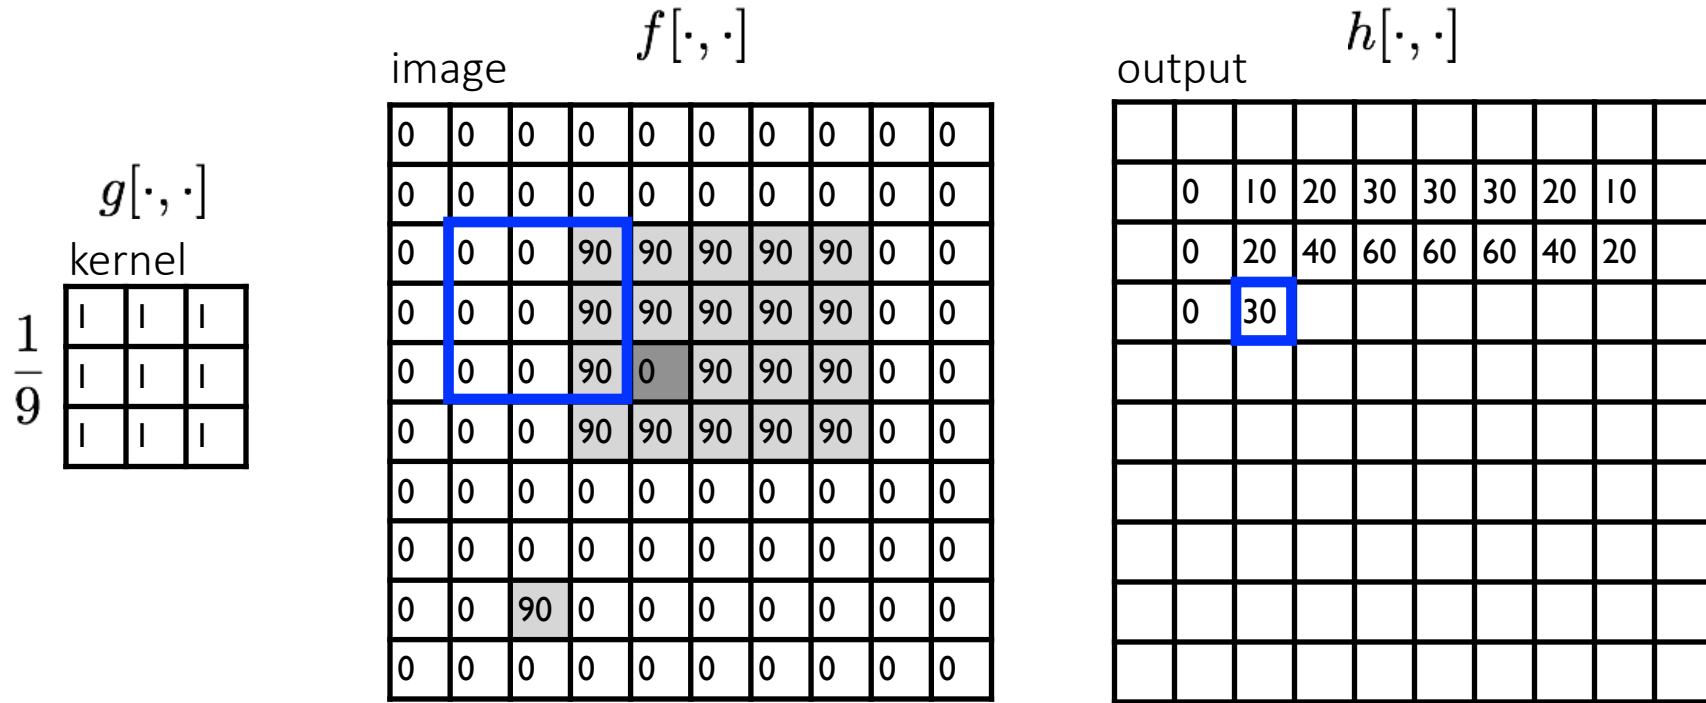 f[·, ·]
h[·, ·]
image
output
g[·, ·]
kernel
1/9
1 1 1
1 1 1
1 1 1
0 0 0 0 0 0 0 0 0 0
0 0 0 0 0 0 0 0 0 0
0 0 0 90 90 90 90 90 0 0
0 0 0 90 90 90 90 90 0 0
0 0 0 90 0 90 90 90 0 0
0 0 0 90 90 90 90 90 0 0
0 0 0 0 0 0 0 0 0 0
0 0 0 0 0 0 0 0 0 0
0 0 90 0 0 0 0 0 0 0
0 0 0 0 0 0 0 0 0 0
0 10 20 30 30 30 20 10
0 20 40 60 60 60 40 20
0 30